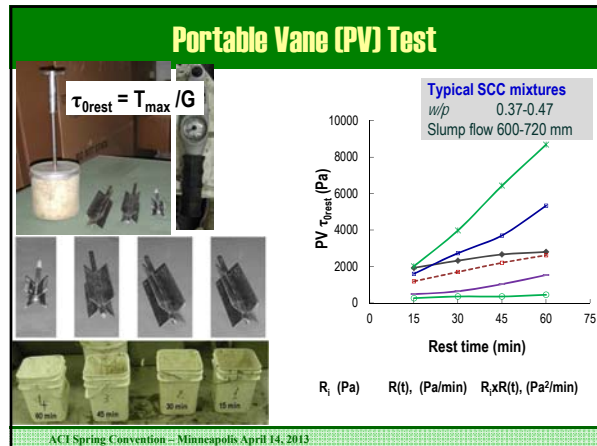 Portable Vane (PV) Test
τ0rest = Tmax /G
Typical SCC mixtures
w/p 0.37-0.47
Slump flow 600-720 mm
10000
8000
6000
4000
2000
0
PV τ0rest (Pa)
0 15 30 45 60 75
Rest time (min)
4
60 min
3
45 min
30 min
15 min
Ri (Pa) R(t), (Pa/min) RixR(t), (Pa²/min)
ACI Spring Convention – Minneapolis April 14, 2013